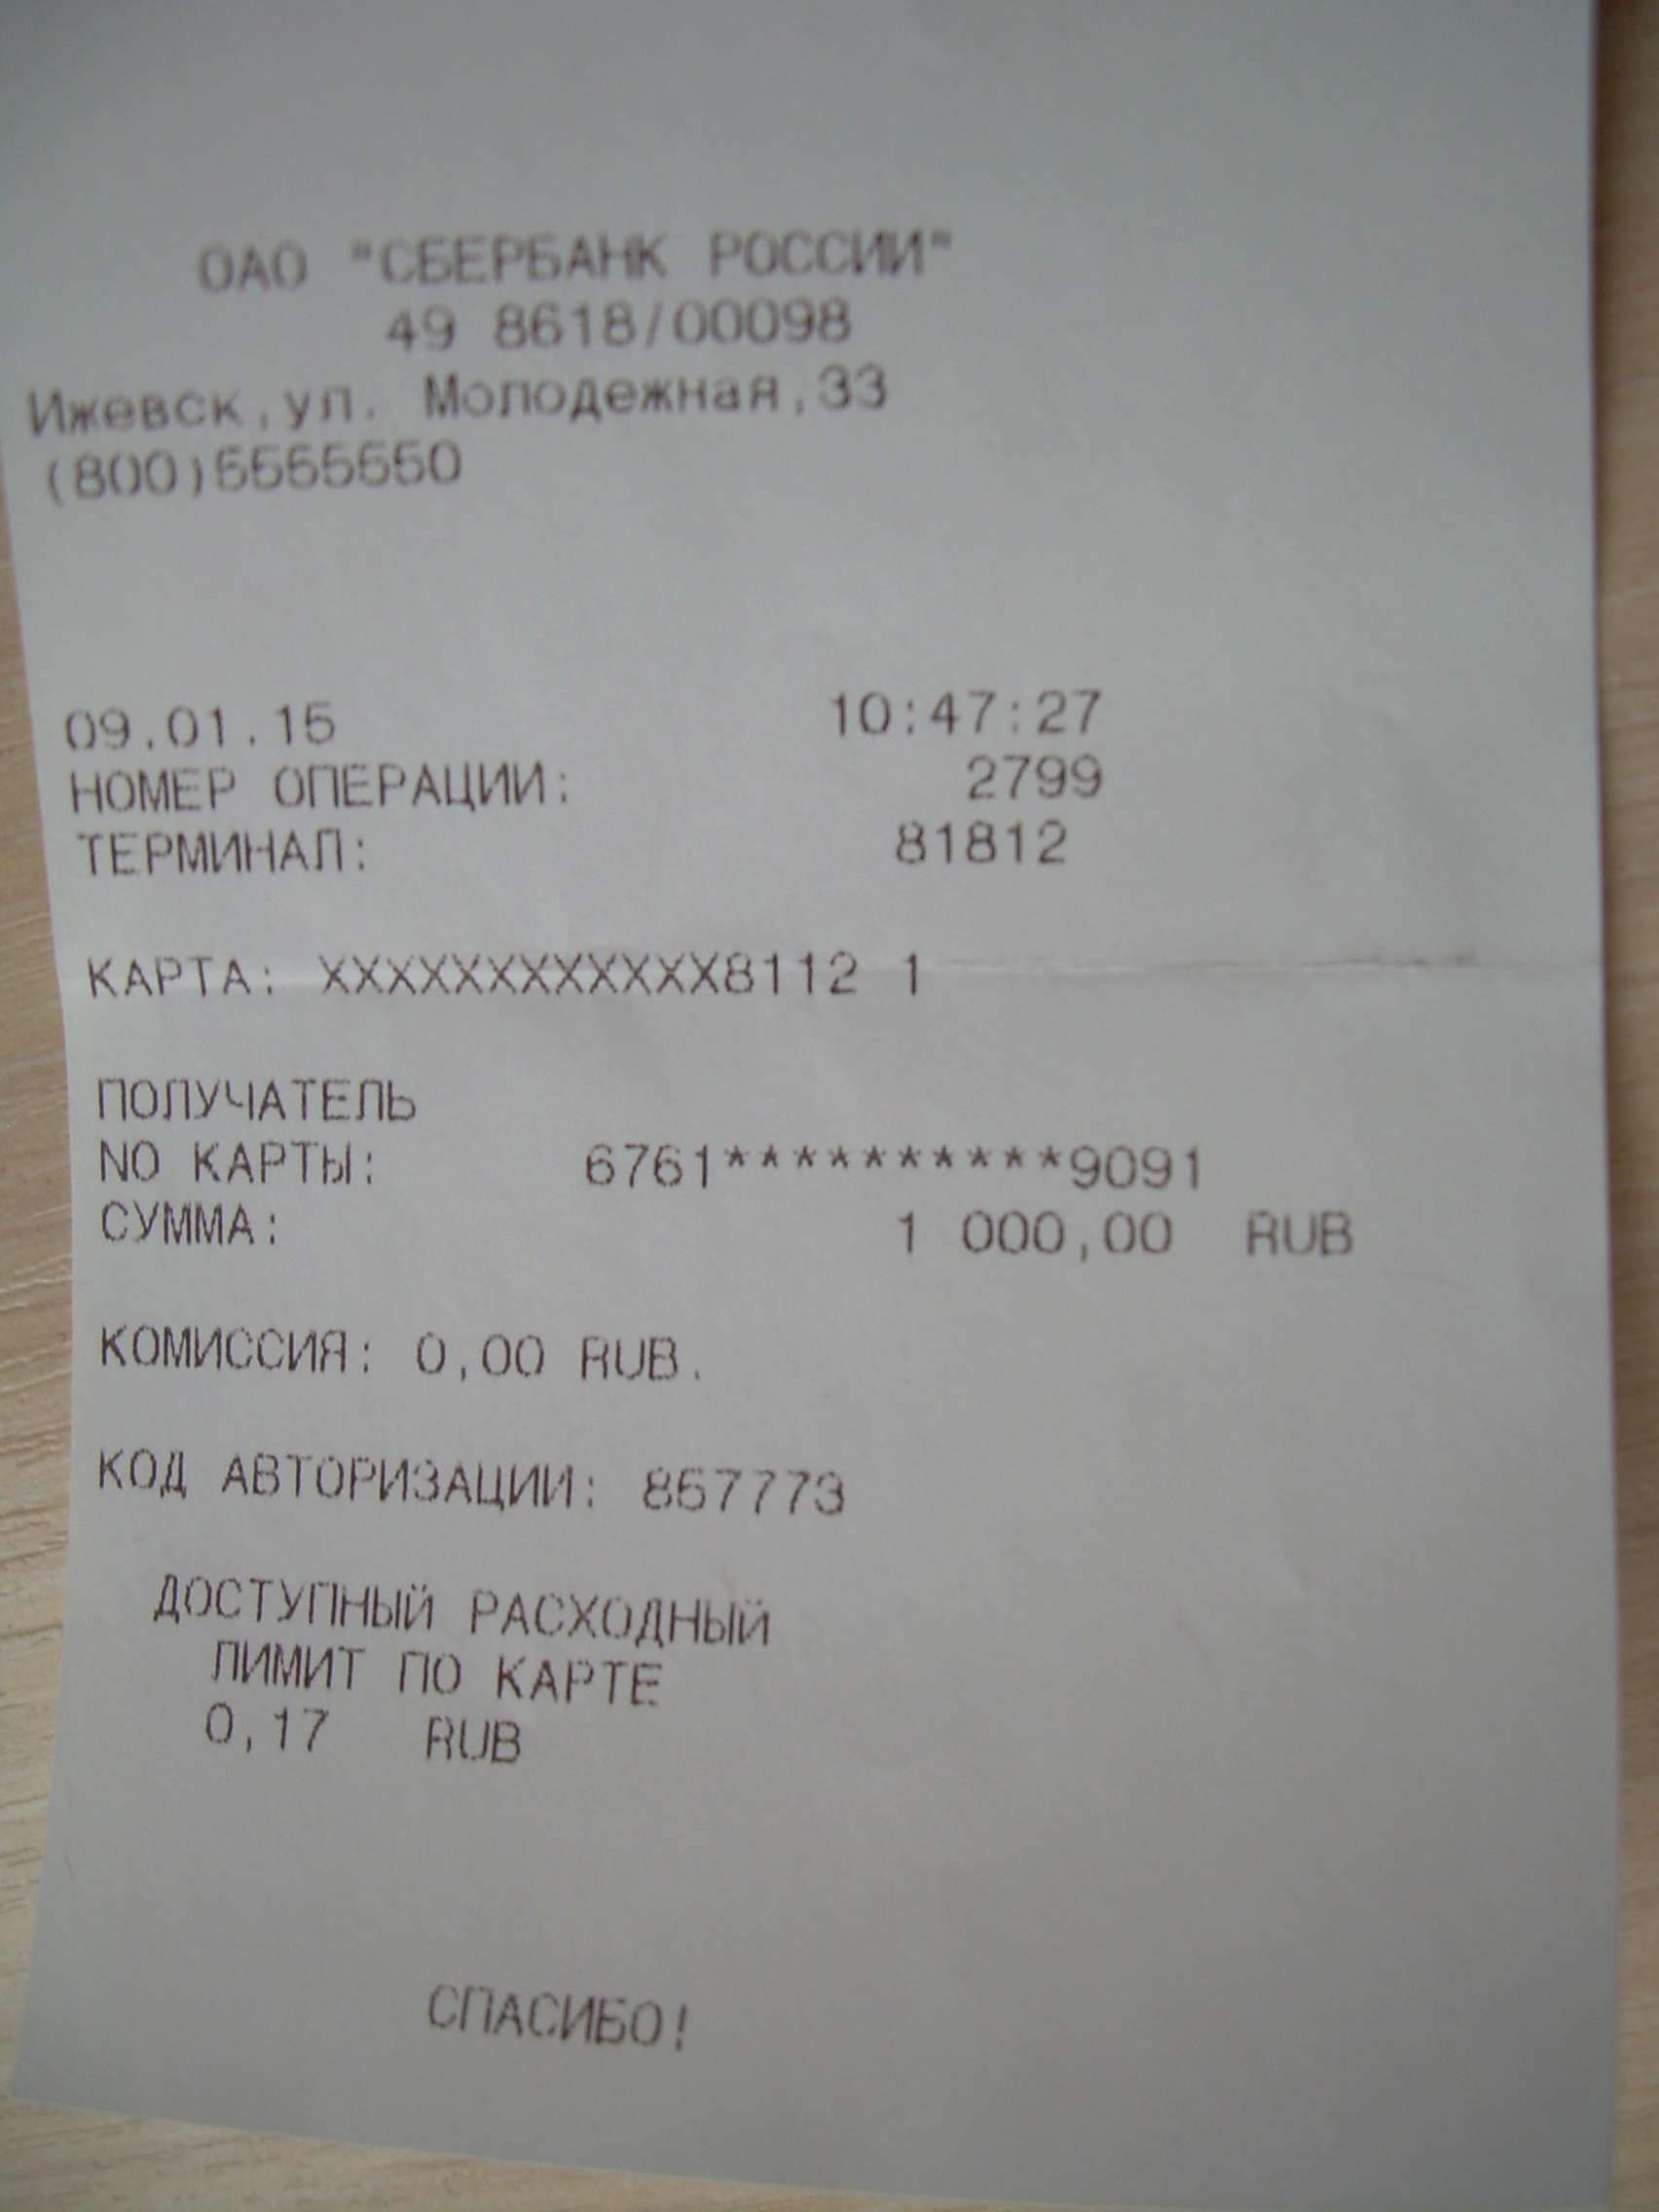 ОАО "СБЕРБАНК РОССИИ"
49 8618/00098
Ижевск,ул. Молодежная,33
(800)5555550
09.01.15 10:47:27
НОМЕР ОПЕРАЦИИ: 2799
ТЕРМИНАЛ: 81812
КАРТА: XXXXXXXXXXXX8112 1
ПОЛУЧАТЕЛЬ
NO КАРТЫ: 6761**********9091
СУММА: 1 000,00 RUB
КОМИССИЯ: 0,00 RUB.
КОД АВТОРИЗАЦИИ: 857773
ДОСТУПНЫЙ РАСХОДНЫЙ
ЛИМИТ ПО КАРТЕ
0,17 RUB
СПАСИБО!